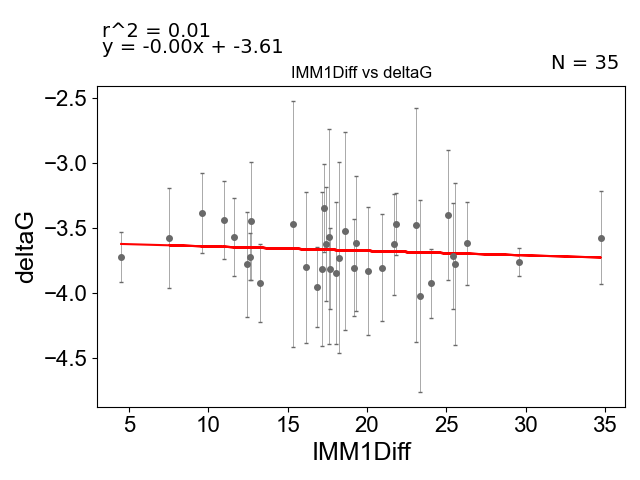 r^2 = 0.01
y = -0.00x + -3.61
N = 35
IMM1Diff vs deltaG
−2.5
−3.0
−3.5
−4.0
−4.5
deltaG
5 10 15 20 25 30 35
IMM1Diff